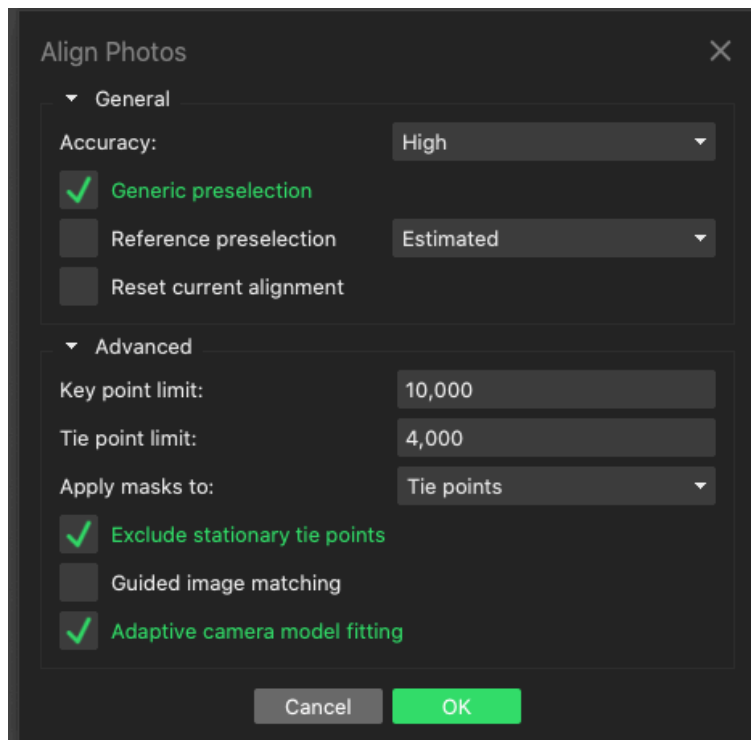 Align Photos
General
Accuracy: High
Generic preselection
Reference preselection Estimated
Reset current alignment
Advanced
Key point limit: 10,000
Tie point limit: 4,000
Apply masks to: Tie points
Exclude stationary tie points
Guided image matching
Adaptive camera model fitting
Cancel OK